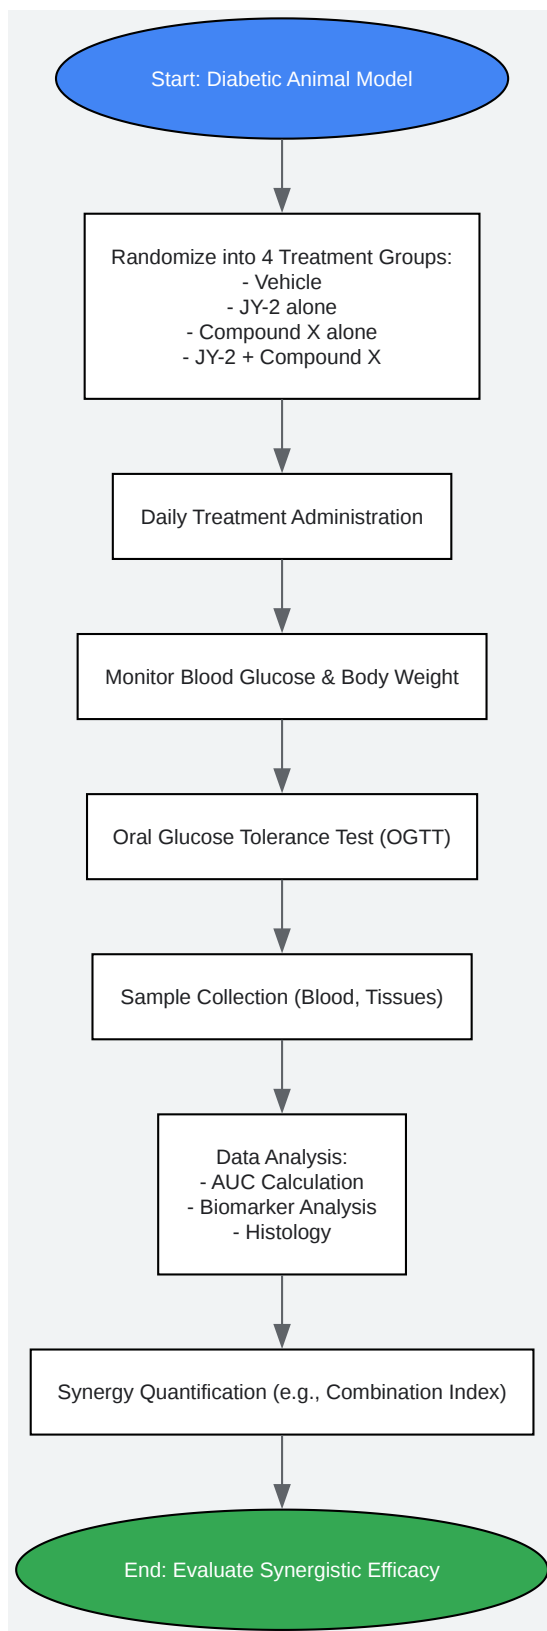 Start: Diabetic Animal Model
Randomize into 4 Treatment Groups:
- Vehicle
- JY-2 alone
- Compound X alone
- JY-2 + Compound X
Daily Treatment Administration
Monitor Blood Glucose & Body Weight
Oral Glucose Tolerance Test (OGTT)
Sample Collection (Blood, Tissues)
Data Analysis:
- AUC Calculation
- Biomarker Analysis
- Histology
Synergy Quantification (e.g., Combination Index)
End: Evaluate Synergistic Efficacy